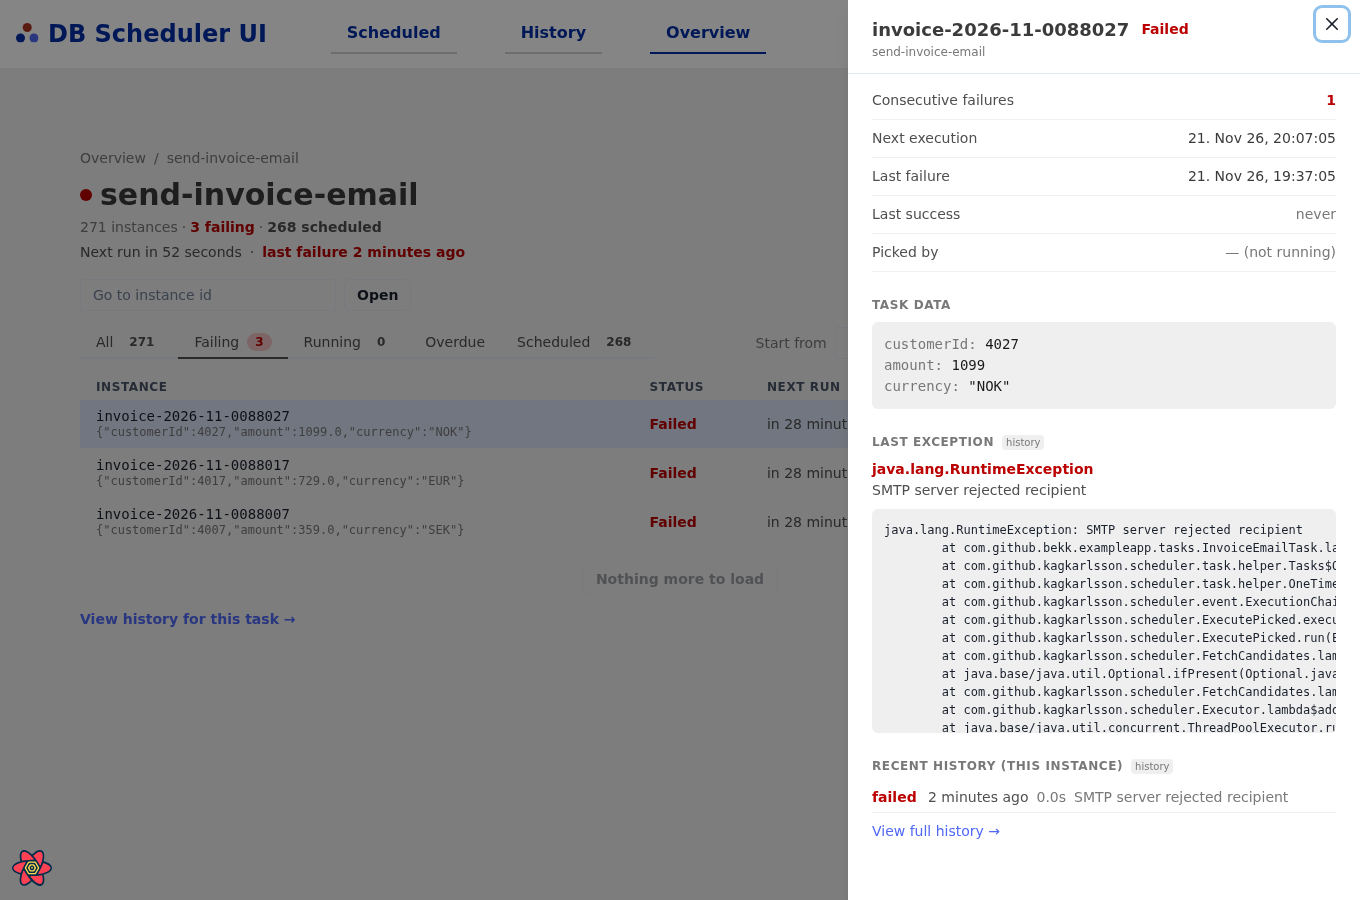 DB Scheduler UI
Scheduled
History
Overview
Overview / send-invoice-email
send-invoice-email
271 instances · 3 failing · 268 scheduled
Next run in 52 seconds · last failure 2 minutes ago
Go to instance id
Open
All 271
Failing 3
Running 0
Overdue
Scheduled 268
Start from
INSTANCE STATUS NEXT RUN
invoice-2026-11-0088027 Failed in 28 minut
{"customerId":4027,"amount":1099.0,"currency":"NOK"}
invoice-2026-11-0088017 Failed in 28 minut
{"customerId":4017,"amount":729.0,"currency":"EUR"}
invoice-2026-11-0088007 Failed in 28 minut
{"customerId":4007,"amount":359.0,"currency":"SEK"}
Nothing more to load
View history for this task →
invoice-2026-11-0088027 Failed
send-invoice-email
Consecutive failures 1
Next execution 21. Nov 26, 20:07:05
Last failure 21. Nov 26, 19:37:05
Last success never
Picked by — (not running)
TASK DATA
customerId: 4027
amount: 1099
currency: "NOK"
LAST EXCEPTION history
java.lang.RuntimeException
SMTP server rejected recipient
java.lang.RuntimeException: SMTP server rejected recipient
at com.github.bekk.exampleapp.tasks.InvoiceEmailTask.la
at com.github.kagkarlsson.scheduler.task.helper.Tasks$O
at com.github.kagkarlsson.scheduler.task.helper.OneTime
at com.github.kagkarlsson.scheduler.event.ExecutionChai
at com.github.kagkarlsson.scheduler.ExecutePicked.execu
at com.github.kagkarlsson.scheduler.ExecutePicked.run(E
at com.github.kagkarlsson.scheduler.FetchCandidates.lam
at java.base/java.util.Optional.ifPresent(Optional.java
at com.github.kagkarlsson.scheduler.FetchCandidates.lam
at com.github.kagkarlsson.scheduler.Executor.lambda$add
at java.base/java.util.concurrent.ThreadPoolExecutor.ru
RECENT HISTORY (THIS INSTANCE) history
failed 2 minutes ago 0.0s SMTP server rejected recipient
View full history →